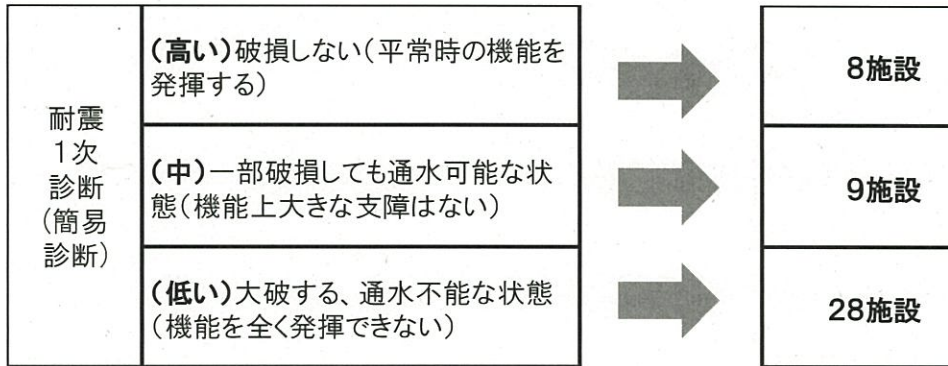 耐震
1次
診断
(簡易
診断)
(高い)破損しない(平常時の機能を
発揮する)
8施設
(中)一部破損しても通水可能な状
態(機能上大きな支障はない)
9施設
(低い)大破する、通水不能な状態
(機能を全く発揮できない)
28施設